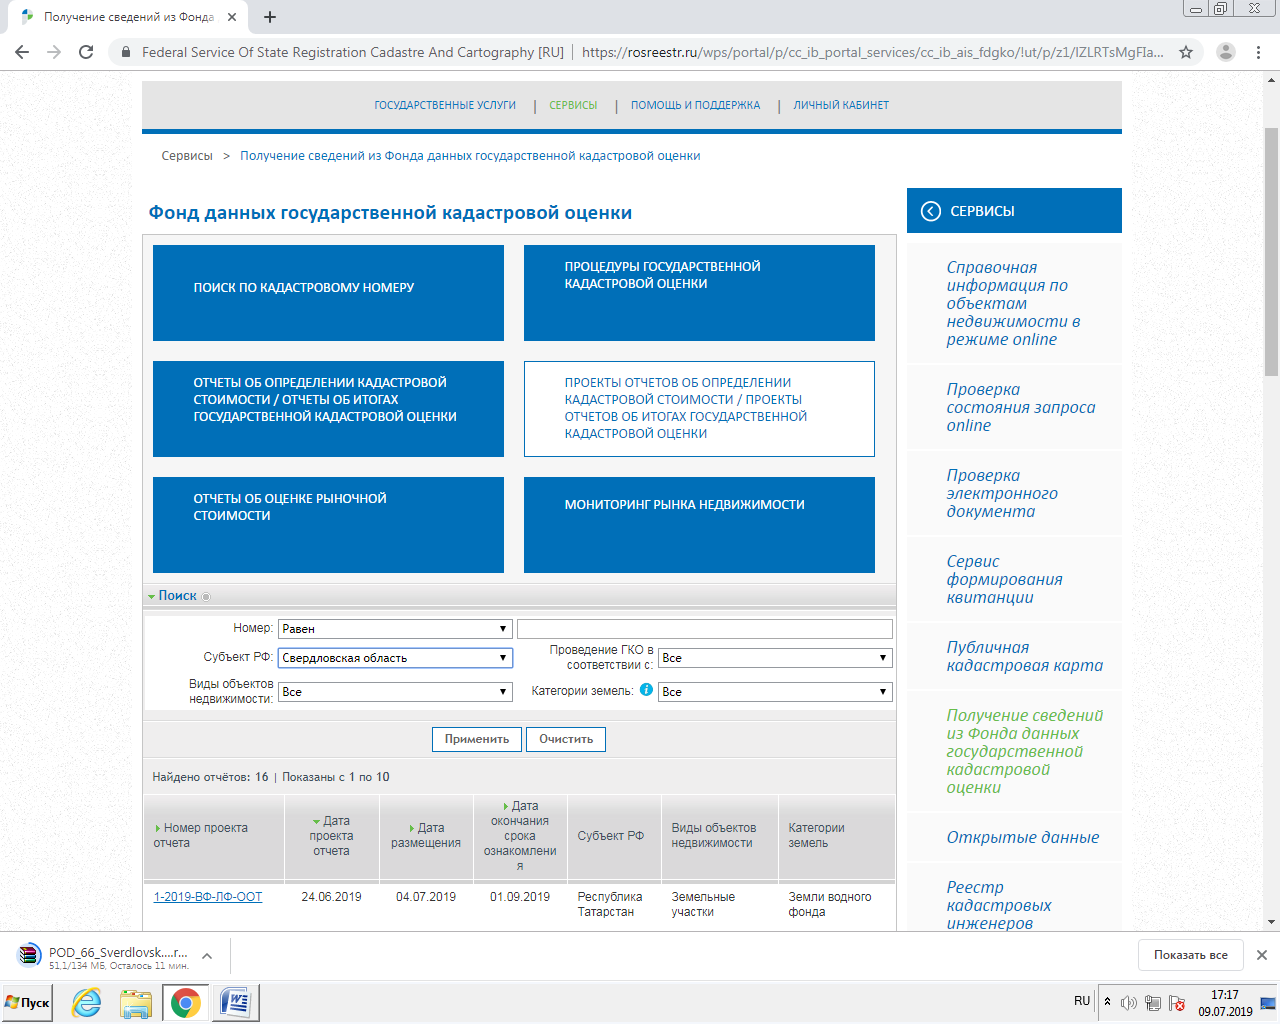 Получение сведений из Фонда
Federal Service Of State Registration Cadastre And Cartography [RU]
https://rosreestr.ru/wps/portal/p/cc_ib_portal_services/cc_ib_ais_fdgko/!ut/p/z1/
ГОСУДАРСТВЕННЫЕ УСЛУГИ | СЕРВИСЫ | ПОМОЩЬ И ПОДДЕРЖКА | ЛИЧНЫЙ КАБИНЕТ
Сервисы > Получение сведений из Фонда данных государственной кадастровой оценки
Фонд данных государственной кадастровой оценки
ПОИСК ПО КАДАСТРОВОМУ НОМЕРУ
ПРОЦЕДУРЫ ГОСУДАРСТВЕННОЙ
КАДАСТРОВОЙ ОЦЕНКИ
ОТЧЕТЫ ОБ ОПРЕДЕЛЕНИИ КАДАСТРОВОЙ
СТОИМОСТИ / ОТЧЕТЫ ОБ ИТОГАХ
ГОСУДАРСТВЕННОЙ КАДАСТРОВОЙ ОЦЕНКИ
ПРОЕКТЫ ОТЧЕТОВ ОБ ОПРЕДЕЛЕНИИ
КАДАСТРОВОЙ СТОИМОСТИ / ПРОЕКТЫ
ОТЧЕТОВ ОБ ИТОГАХ ГОСУДАРСТВЕННОЙ
КАДАСТРОВОЙ ОЦЕНКИ
ОТЧЕТЫ ОБ ОЦЕНКЕ РЫНОЧНОЙ
СТОИМОСТИ
МОНИТОРИНГ РЫНКА НЕДВИЖИМОСТИ
Поиск
Номер: Равен
Субъект РФ: Свердловская область
Проведение ГКО в
соответствии с: Все
Виды объектов
недвижимости: Все
Категории земель: i Все
Применить Очистить
Найдено отчётов: 16 | Показаны с 1 по 10
Номер проекта
отчета
Дата
проекта
отчета
Дата
размещения
Дата
окончания
срока
ознакомлени
я
Субъект РФ
Виды объектов
недвижимости
Категории
земель
1-2019-ВФ-ЛФ-ООТ
24.06.2019
04.07.2019
01.09.2019
Республика
Татарстан
Земельные
участки
Земли водного
фонда
СЕРВИСЫ
Справочная
информация по
объектам
недвижимости в
режиме online
Проверка
состояния запроса
online
Проверка
электронного
документа
Сервис
формирования
квитанции
Публичная
кадастровая карта
Получение сведений
из Фонда данных
государственной
кадастровой
оценки
Открытые данные
Реестр
кадастровых
инженеров
POD_66_Sverdlovsk....r...
51,1/134 МБ, Осталось 11 мин.
Показать все
Пуск
RU
17:17
09.07.2019